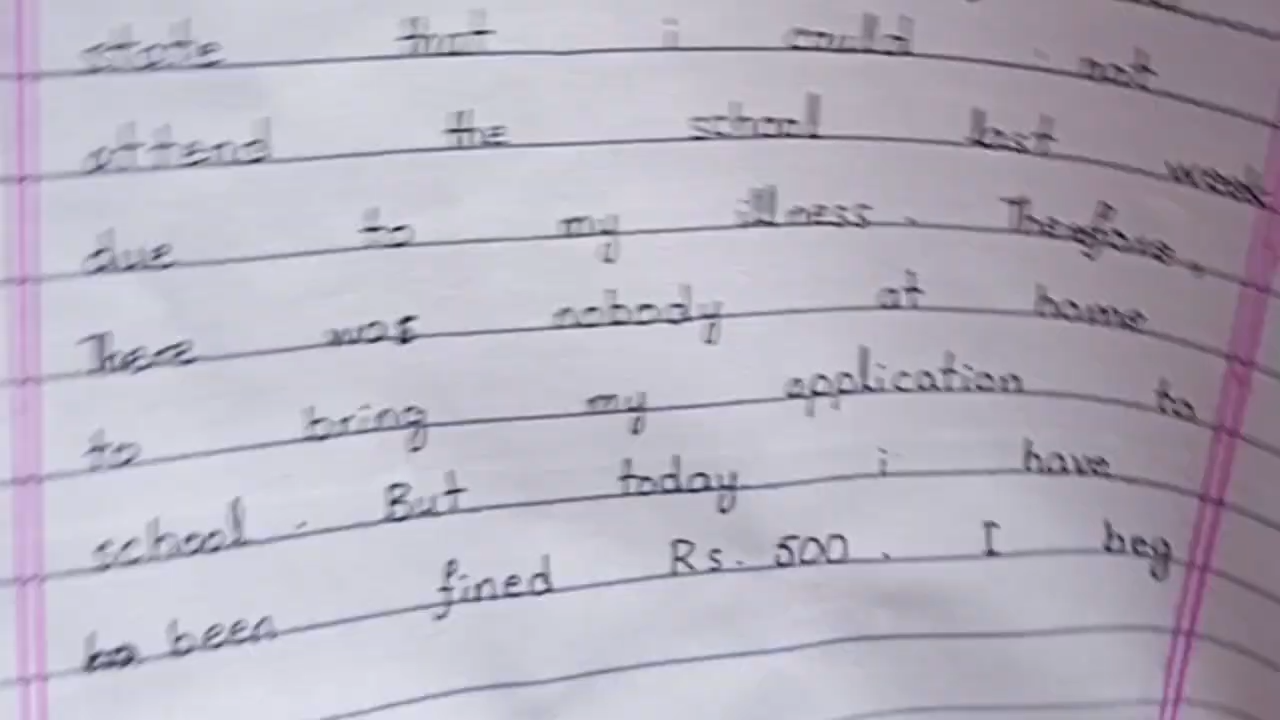 state that i could not
attend the school last week
due to my illness. Therefore,
There was nobody at home
to bring my application to
school. But today i have
been fined Rs. 500. I beg